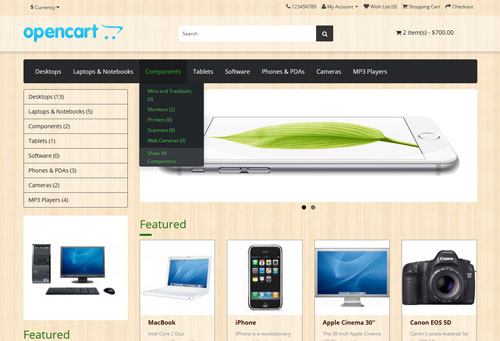 $ Currency
123456789 My Account Wish List (0) Shopping Cart Checkout
opencart
Search
2 item(s) - $700.00
Desktops Laptops & Notebooks Components Tablets Software Phones & PDAs Cameras MP3 Players
Mice and Trackballs
(0)
Monitors (2)
Printers (0)
Scanners (0)
Web Cameras (0)
Show All
Components
Desktops (13)
Laptops & Notebooks (5)
Components (2)
Tablets (1)
Software (0)
Phones & PDAs (3)
Cameras (2)
MP3 Players (4)
Featured
MacBook
Intel Core 2 Duo
iPhone
iPhone is a revolutionary
Apple Cinema 30"
The 30-inch Apple Cinema
Canon EOS 5D
Canon's press material for
Canon
Featured